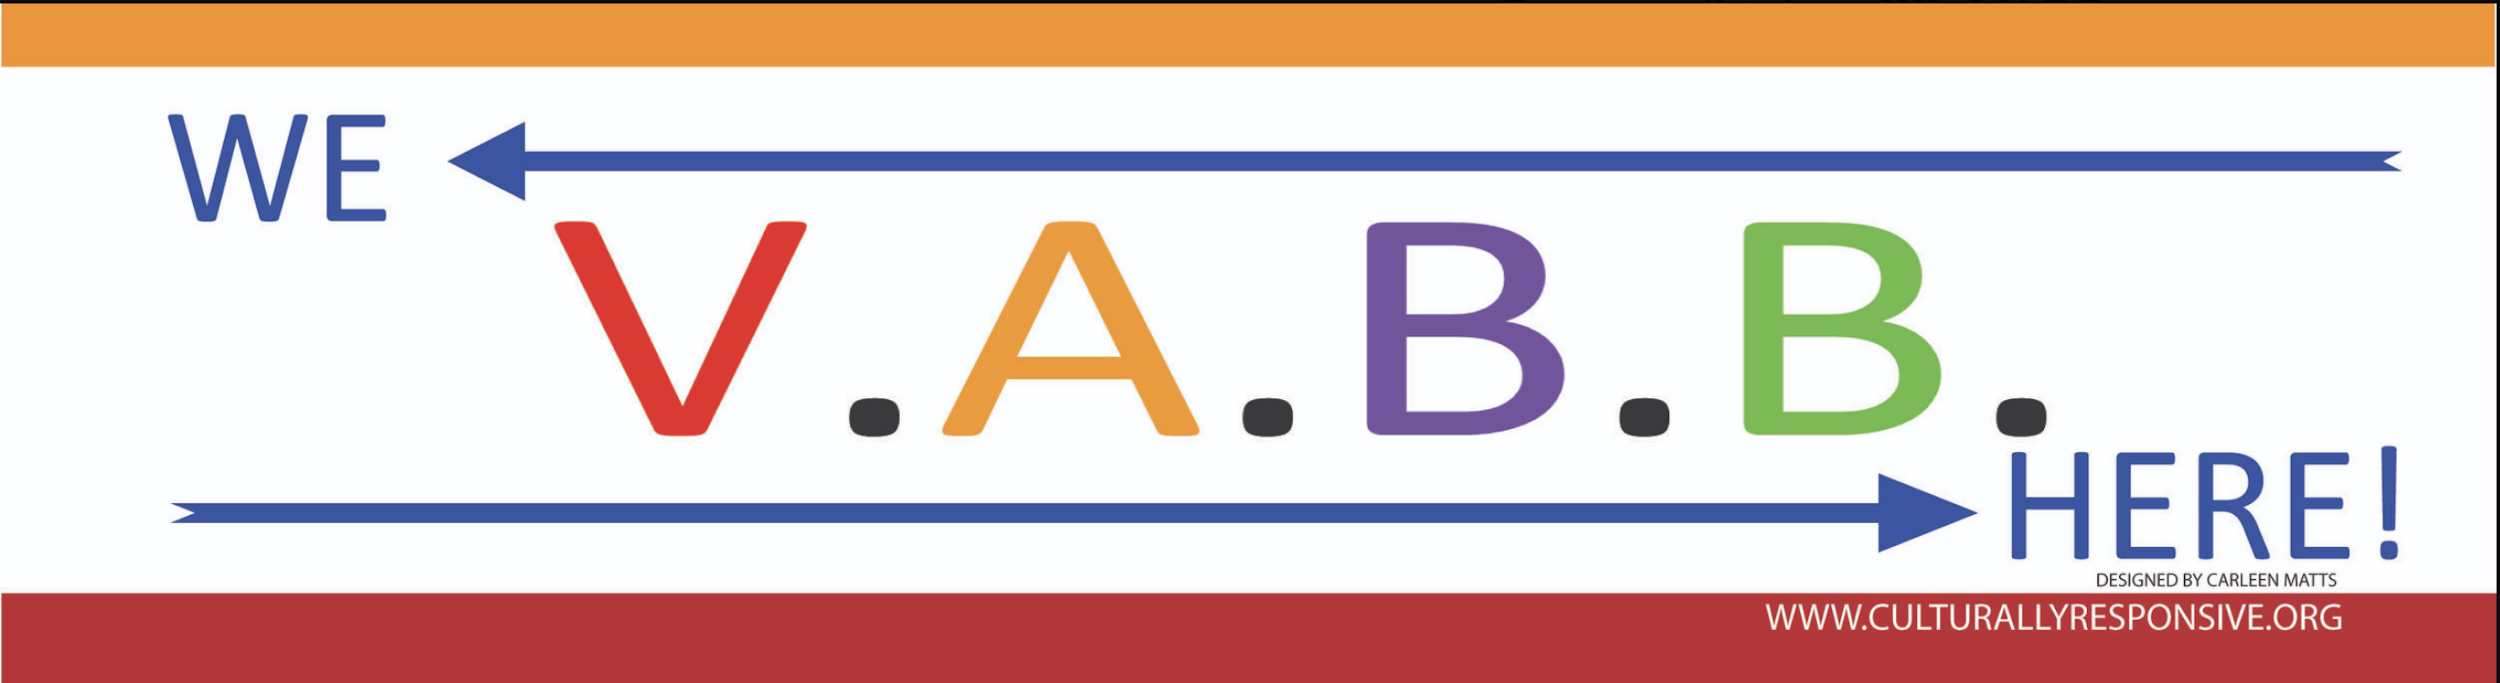 WE
V.A.B.B.
HERE!
DESIGNED BY CARLEEN MATTS
WWW.CULTURALLYRESPONSIVE.ORG